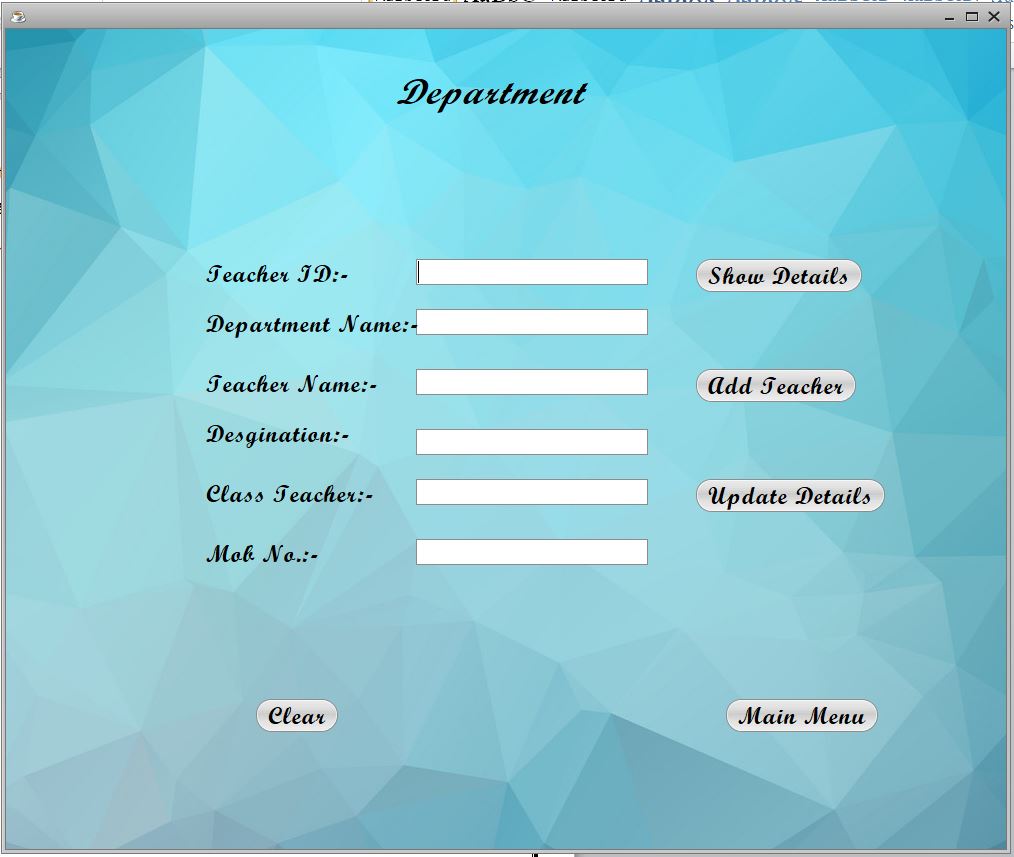 Department
Teacher ID:-
Show Details
Department Name:-
Teacher Name:-
Add Teacher
Desgination:-
Class Teacher:-
Update Details
Mob No.:-
Clear
Main Menu